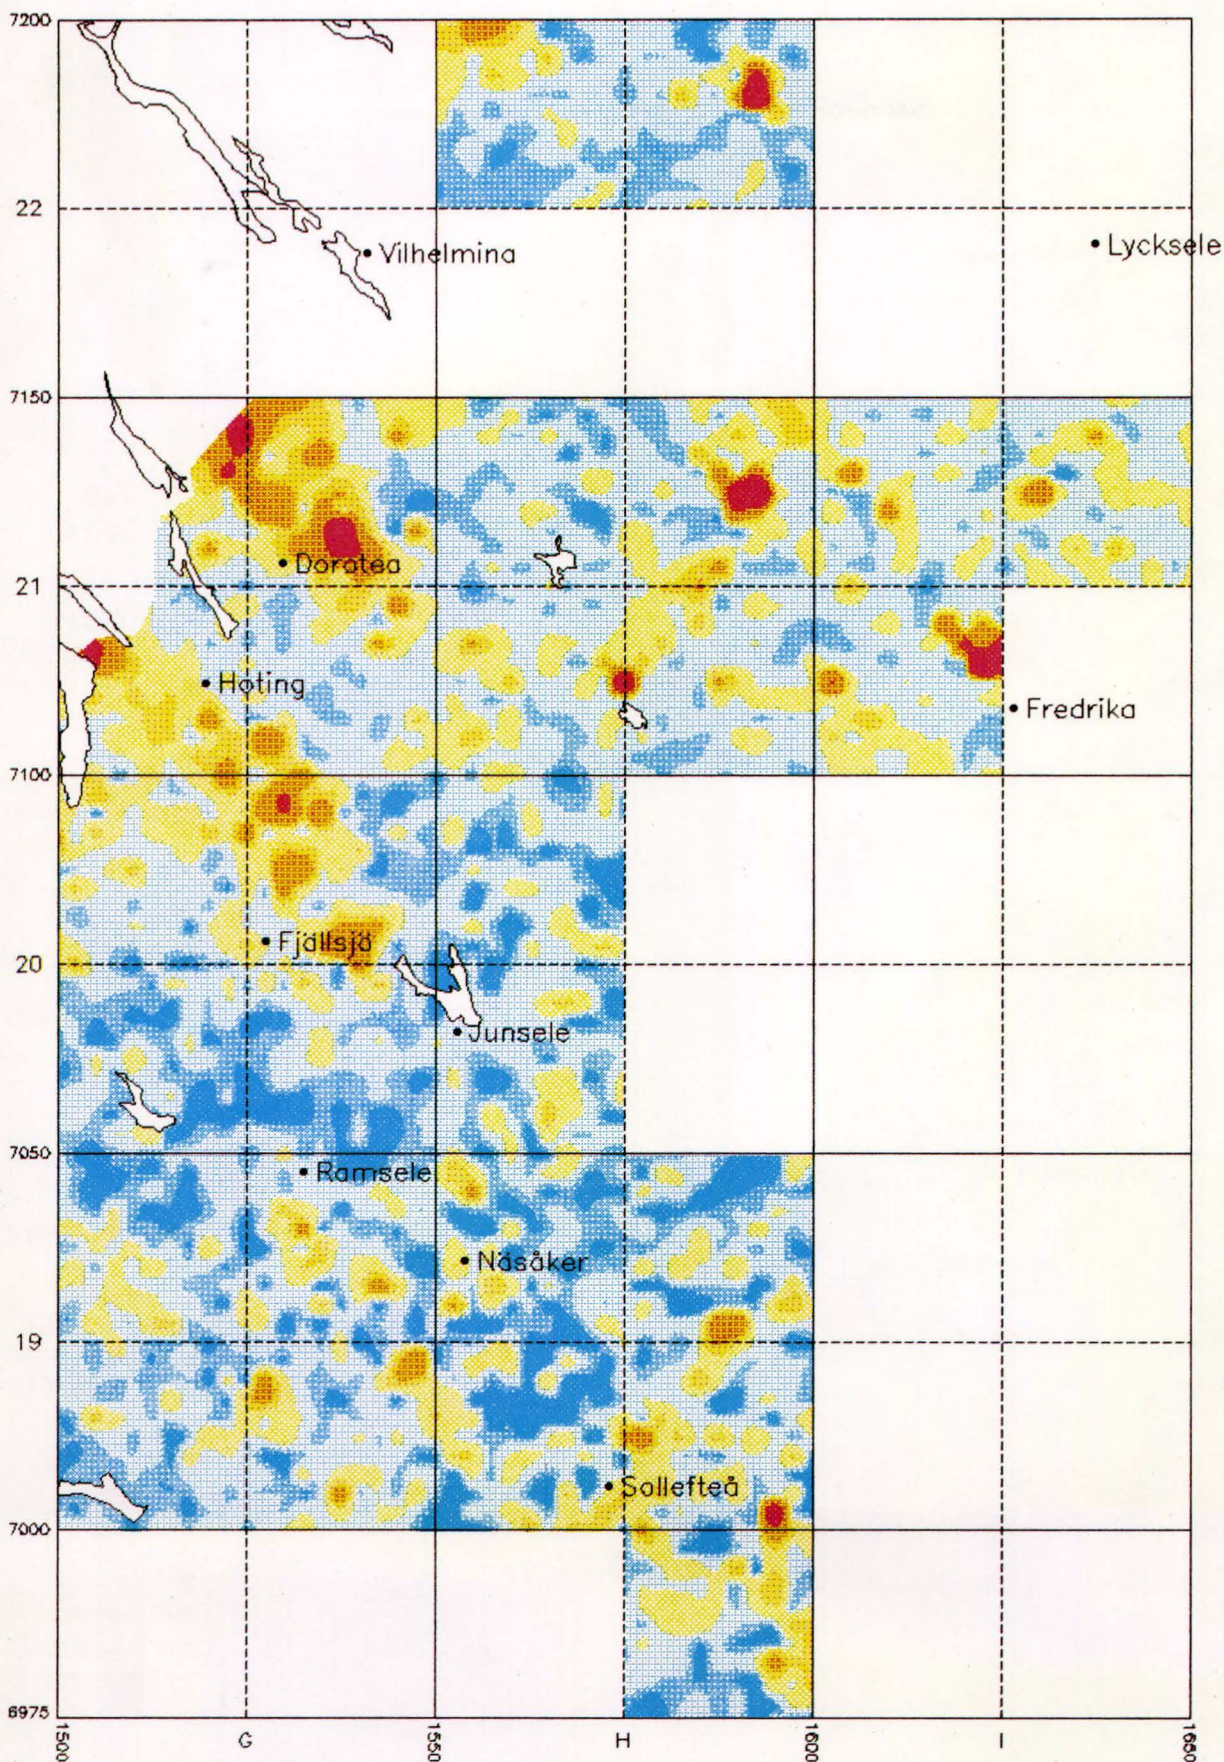 7200
22
Vilhelmina
Lycksele
7150
Dorotea
21
Hoting
Fredrika
7100
Fjällsjö
20
Junsele
7050
Ramsele
Näsåker
19
Sollefteå
7000
6975
1500 G 1550 H 1600 I 1650